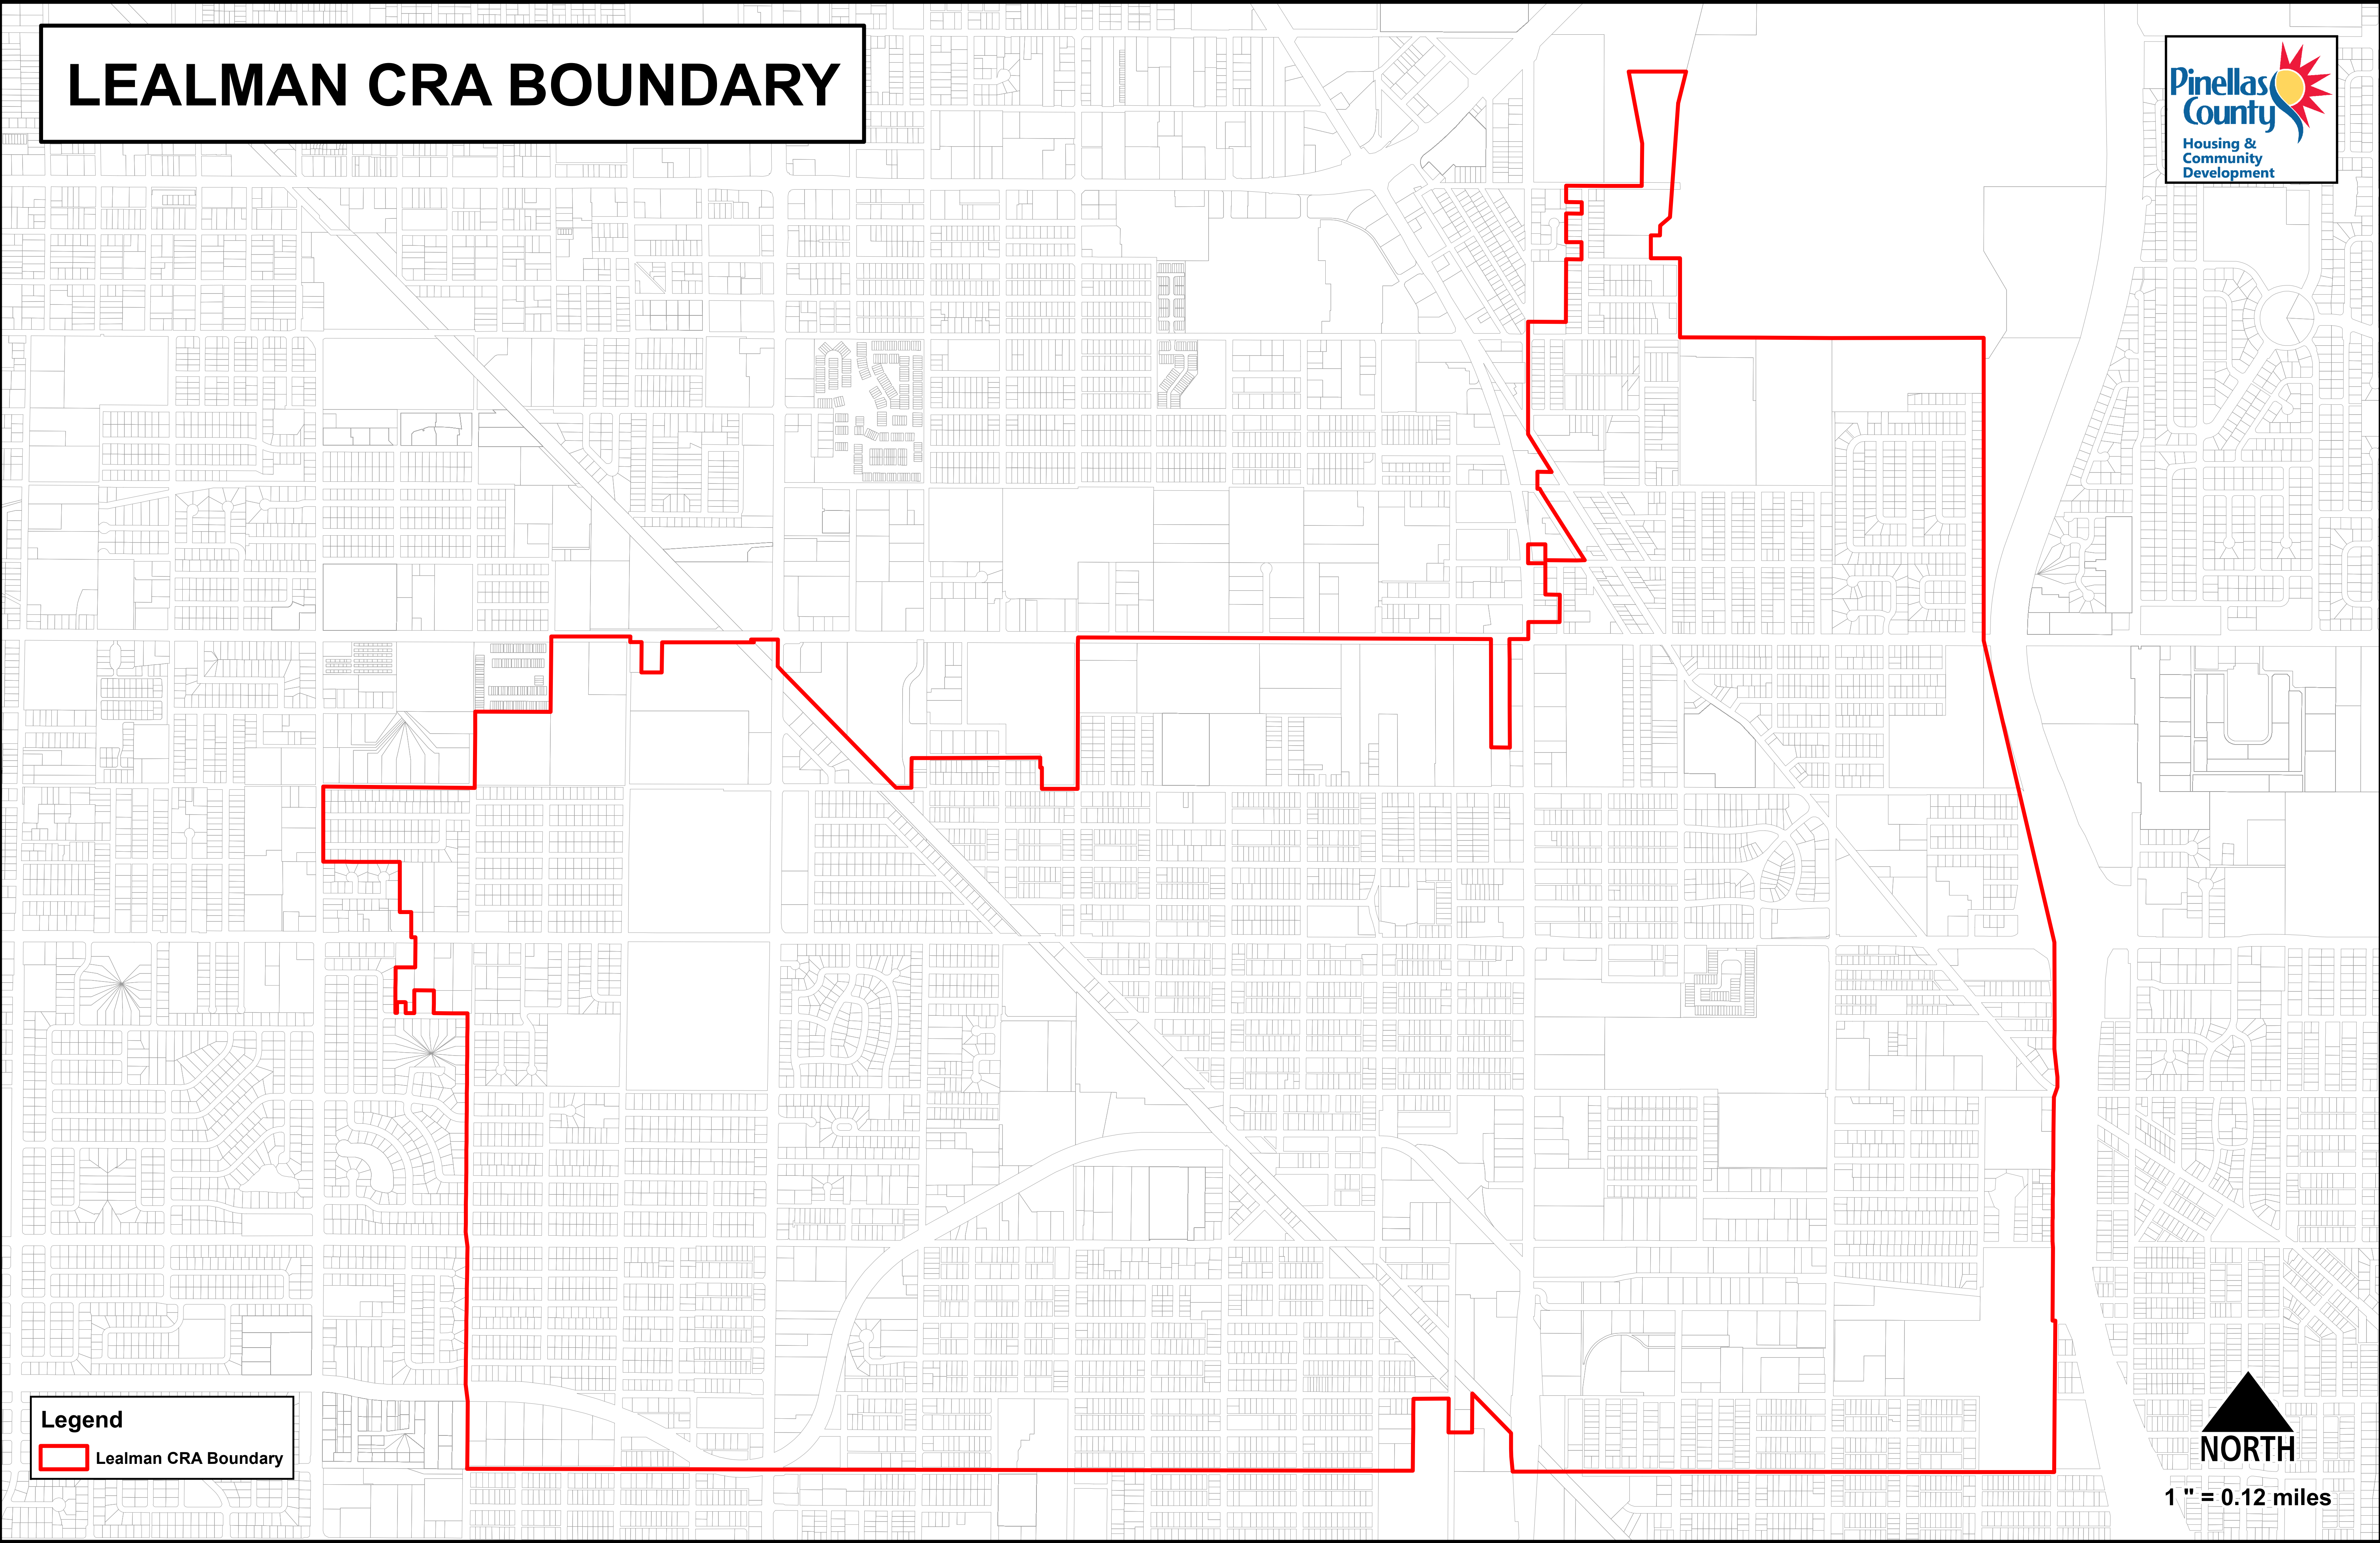 LEALMAN CRA BOUNDARY
Pinellas
County
Housing &
Community
Development
Legend
Lealman CRA Boundary
NORTH
1 " = 0.12 miles